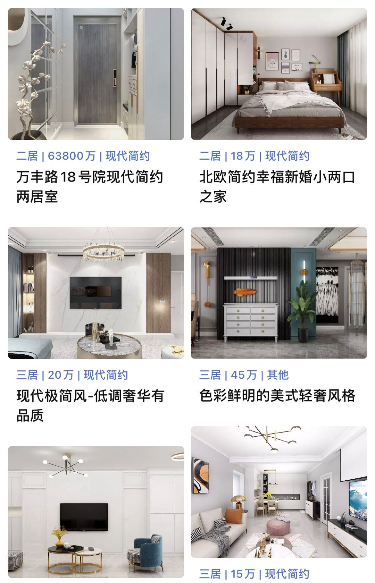 二居 | 63800万 | 现代简约
万丰路18号院现代简约
两居室
二居 | 18万 | 现代简约
北欧简约幸福新婚小两口
之家
三居 | 20万 | 现代简约
现代极简风-低调奢华有
品质
三居 | 45万 | 其他
色彩鲜明的美式轻奢风格
三居 | 15万 | 现代简约